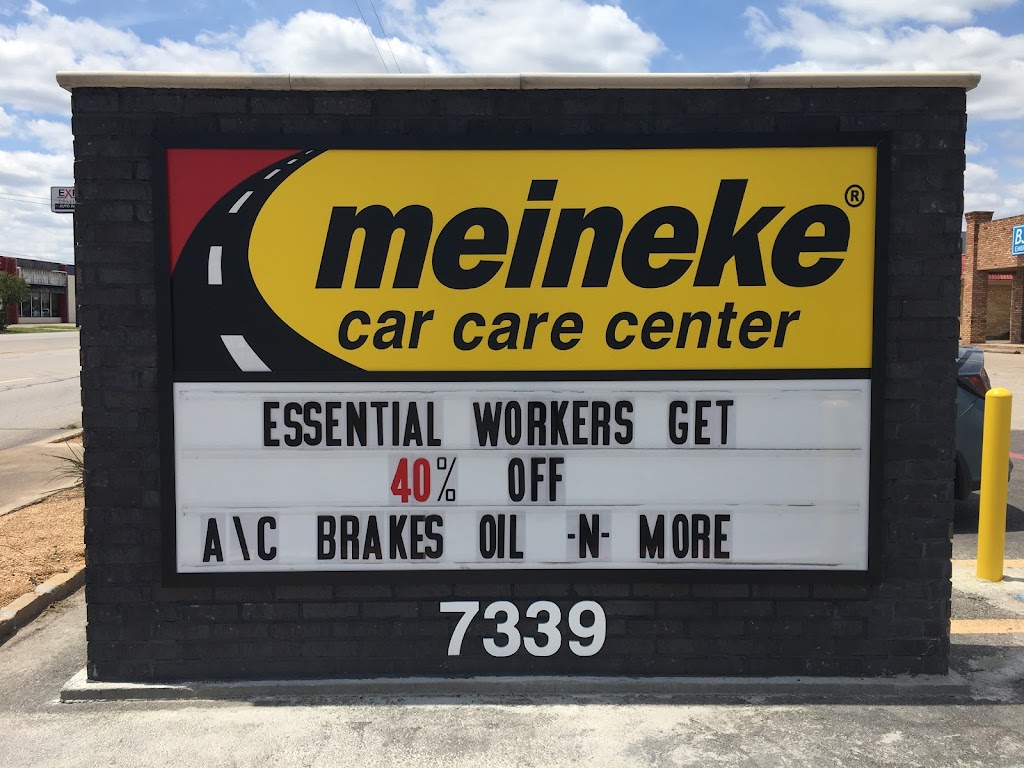 meineke®
car care center
ESSENTIAL WORKERS GET
40% OFF
A\C BRAKES OIL -N- MORE
7339